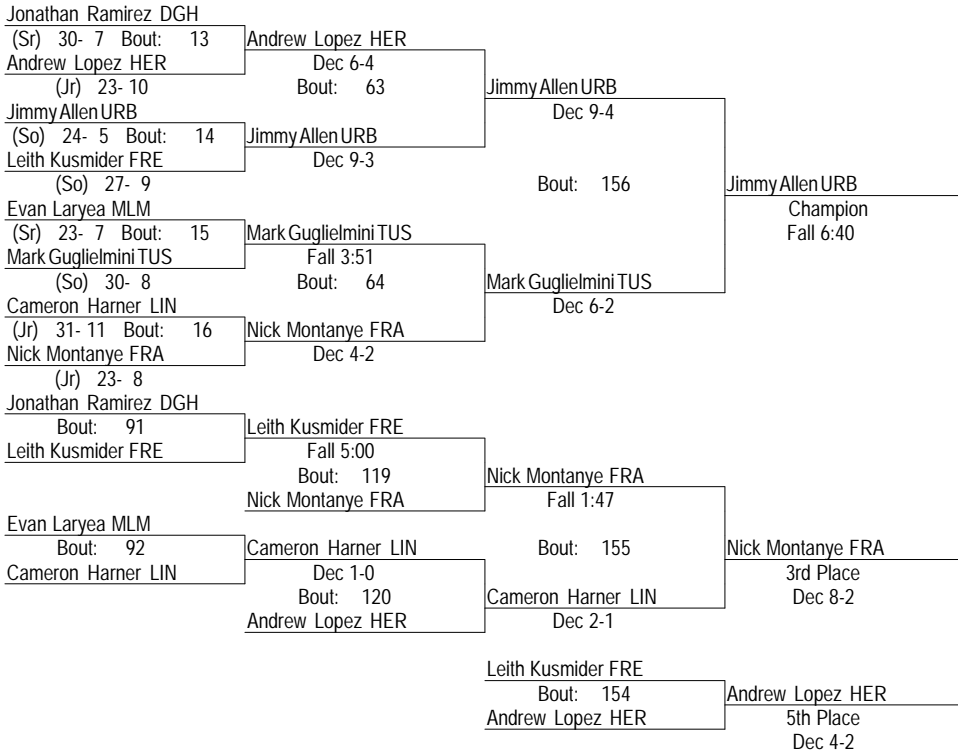 Jonathan Ramirez DGH
(Sr) 30- 7 Bout: 13
Andrew Lopez HER
Andrew Lopez HER
Dec 6-4
(Jr) 23- 10
Bout: 63
Jimmy Allen URB
Jimmy Allen URB
Dec 9-4
(So) 24- 5 Bout: 14
Jimmy Allen URB
Leith Kusmider FRE
Dec 9-3
(So) 27- 9
Bout: 156
Jimmy Allen URB
Evan Laryea MLM
Champion
(Sr) 23- 7 Bout: 15
Mark Guglielmini TUS
Fall 6:40
Mark Guglielmini TUS
Fall 3:51
(So) 30- 8
Bout: 64
Mark Guglielmini TUS
Cameron Harner LIN
Dec 6-2
(Jr) 31- 11 Bout: 16
Nick Montanye FRA
Nick Montanye FRA
Dec 4-2
(Jr) 23- 8
Jonathan Ramirez DGH
Bout: 91
Leith Kusmider FRE
Leith Kusmider FRE
Fall 5:00
Bout: 119
Nick Montanye FRA
Nick Montanye FRA
Fall 1:47
Evan Laryea MLM
Bout: 92
Cameron Harner LIN
Bout: 155
Nick Montanye FRA
Cameron Harner LIN
Dec 1-0
3rd Place
Bout: 120
Cameron Harner LIN
Dec 8-2
Andrew Lopez HER
Dec 2-1
Leith Kusmider FRE
Bout: 154
Andrew Lopez HER
Andrew Lopez HER
5th Place
Dec 4-2